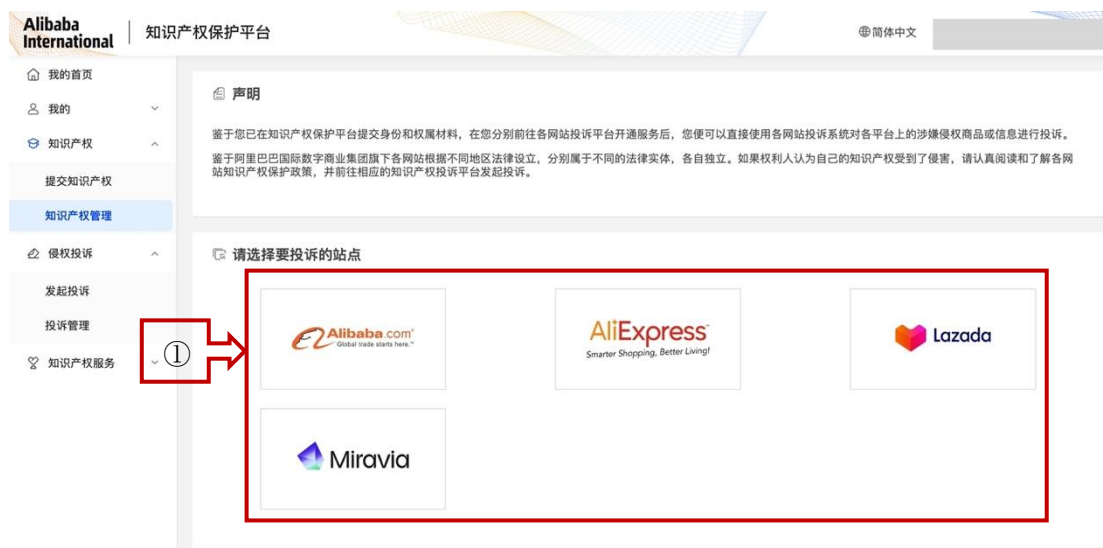 Alibaba International
知识产权保护平台
简体中文
我的首页
我的
知识产权
提交知识产权
知识产权管理
侵权投诉
发起投诉
投诉管理
知识产权服务
声明
鉴于您已在知识产权保护平台提交身份和权属材料，在您分别前往各网站投诉平台开通服务后，您便可以直接使用各网站投诉系统对各平台上的涉嫌侵权商品或信息进行投诉。
鉴于阿里巴巴国际数字商业集团旗下各网站根据不同地区法律设立，分别属于不同的法律实体，各自独立。如果权利人认为自己的知识产权受到了侵害，请认真阅读和了解各网
站知识产权保护政策，并前往相应的知识产权投诉平台发起投诉。
请选择要投诉的站点
①
Alibaba.com
Global trade starts here.™
AliExpress
Smarter Shopping, Better Living!
Lazada
Miravia